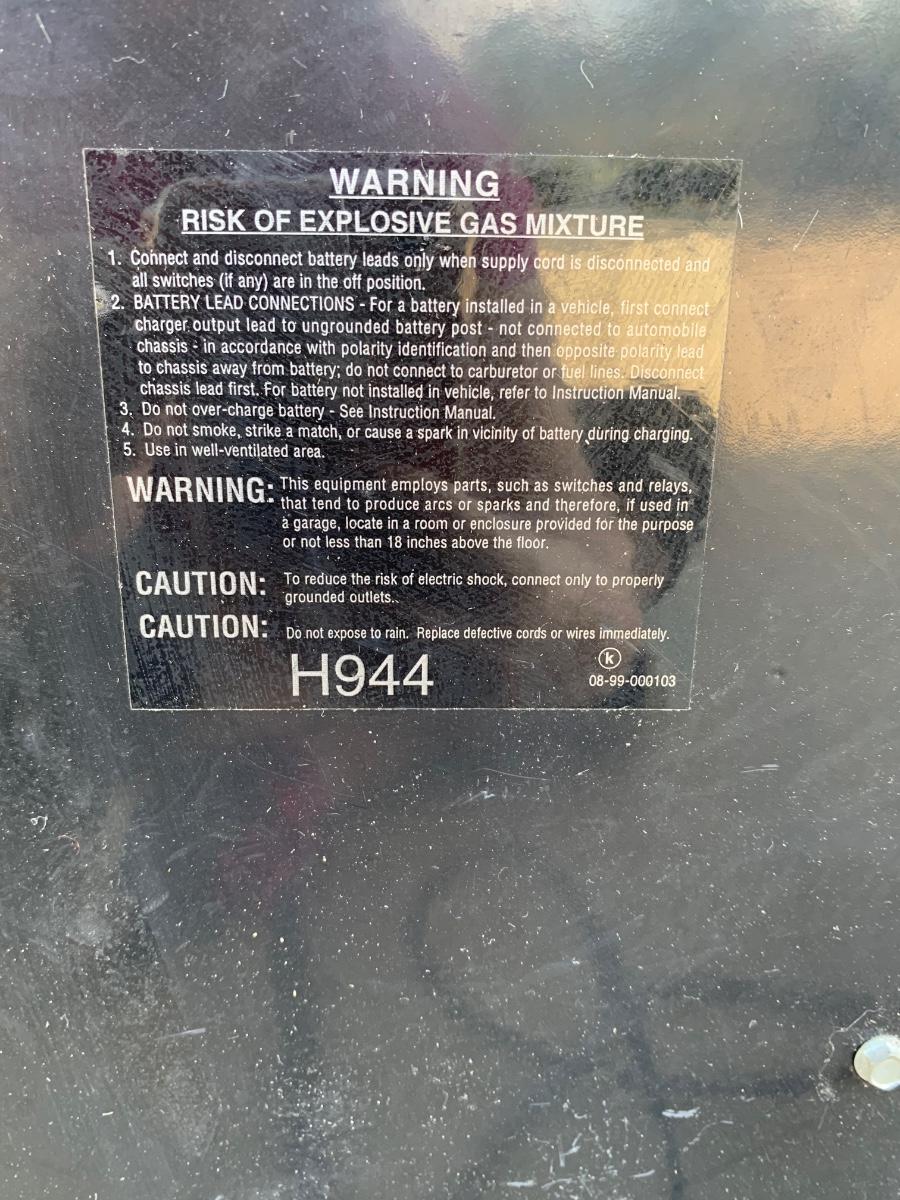 WARNING
RISK OF EXPLOSIVE GAS MIXTURE
1. Connect and disconnect battery leads only when supply cord is disconnected and
all switches (if any) are in the off position.
2. BATTERY LEAD CONNECTIONS - For a battery installed in a vehicle, first connect
charger output lead to ungrounded battery post - not connected to automobile
chassis - in accordance with polarity identification and then opposite polarity lead
to chassis away from battery; do not connect to carburetor or fuel lines. Disconnect
chassis lead first. For battery not installed in vehicle, refer to Instruction Manual.
3. Do not over-charge battery - See Instruction Manual.
4. Do not smoke, strike a match, or cause a spark in vicinity of battery during charging.
5. Use in well-ventilated area.
WARNING: This equipment employs parts, such as switches and relays,
that tend to produce arcs or sparks and therefore, if used in
a garage, locate in a room or enclosure provided for the purpose
or not less than 18 inches above the floor.
CAUTION: To reduce the risk of electric shock, connect only to properly
grounded outlets.
CAUTION: Do not expose to rain. Replace defective cords or wires immediately.
H944
k
08-99-000103